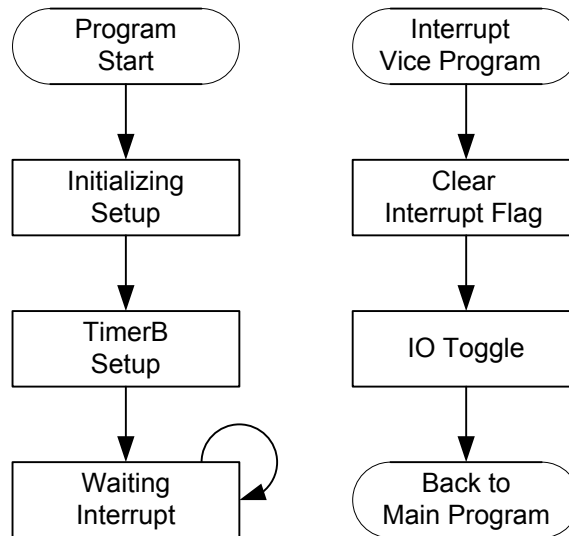 Program
Start
Initializing
Setup
TimerB
Setup
Waiting
Interrupt
Interrupt
Vice Program
Clear
Interrupt Flag
IO Toggle
Back to
Main Program